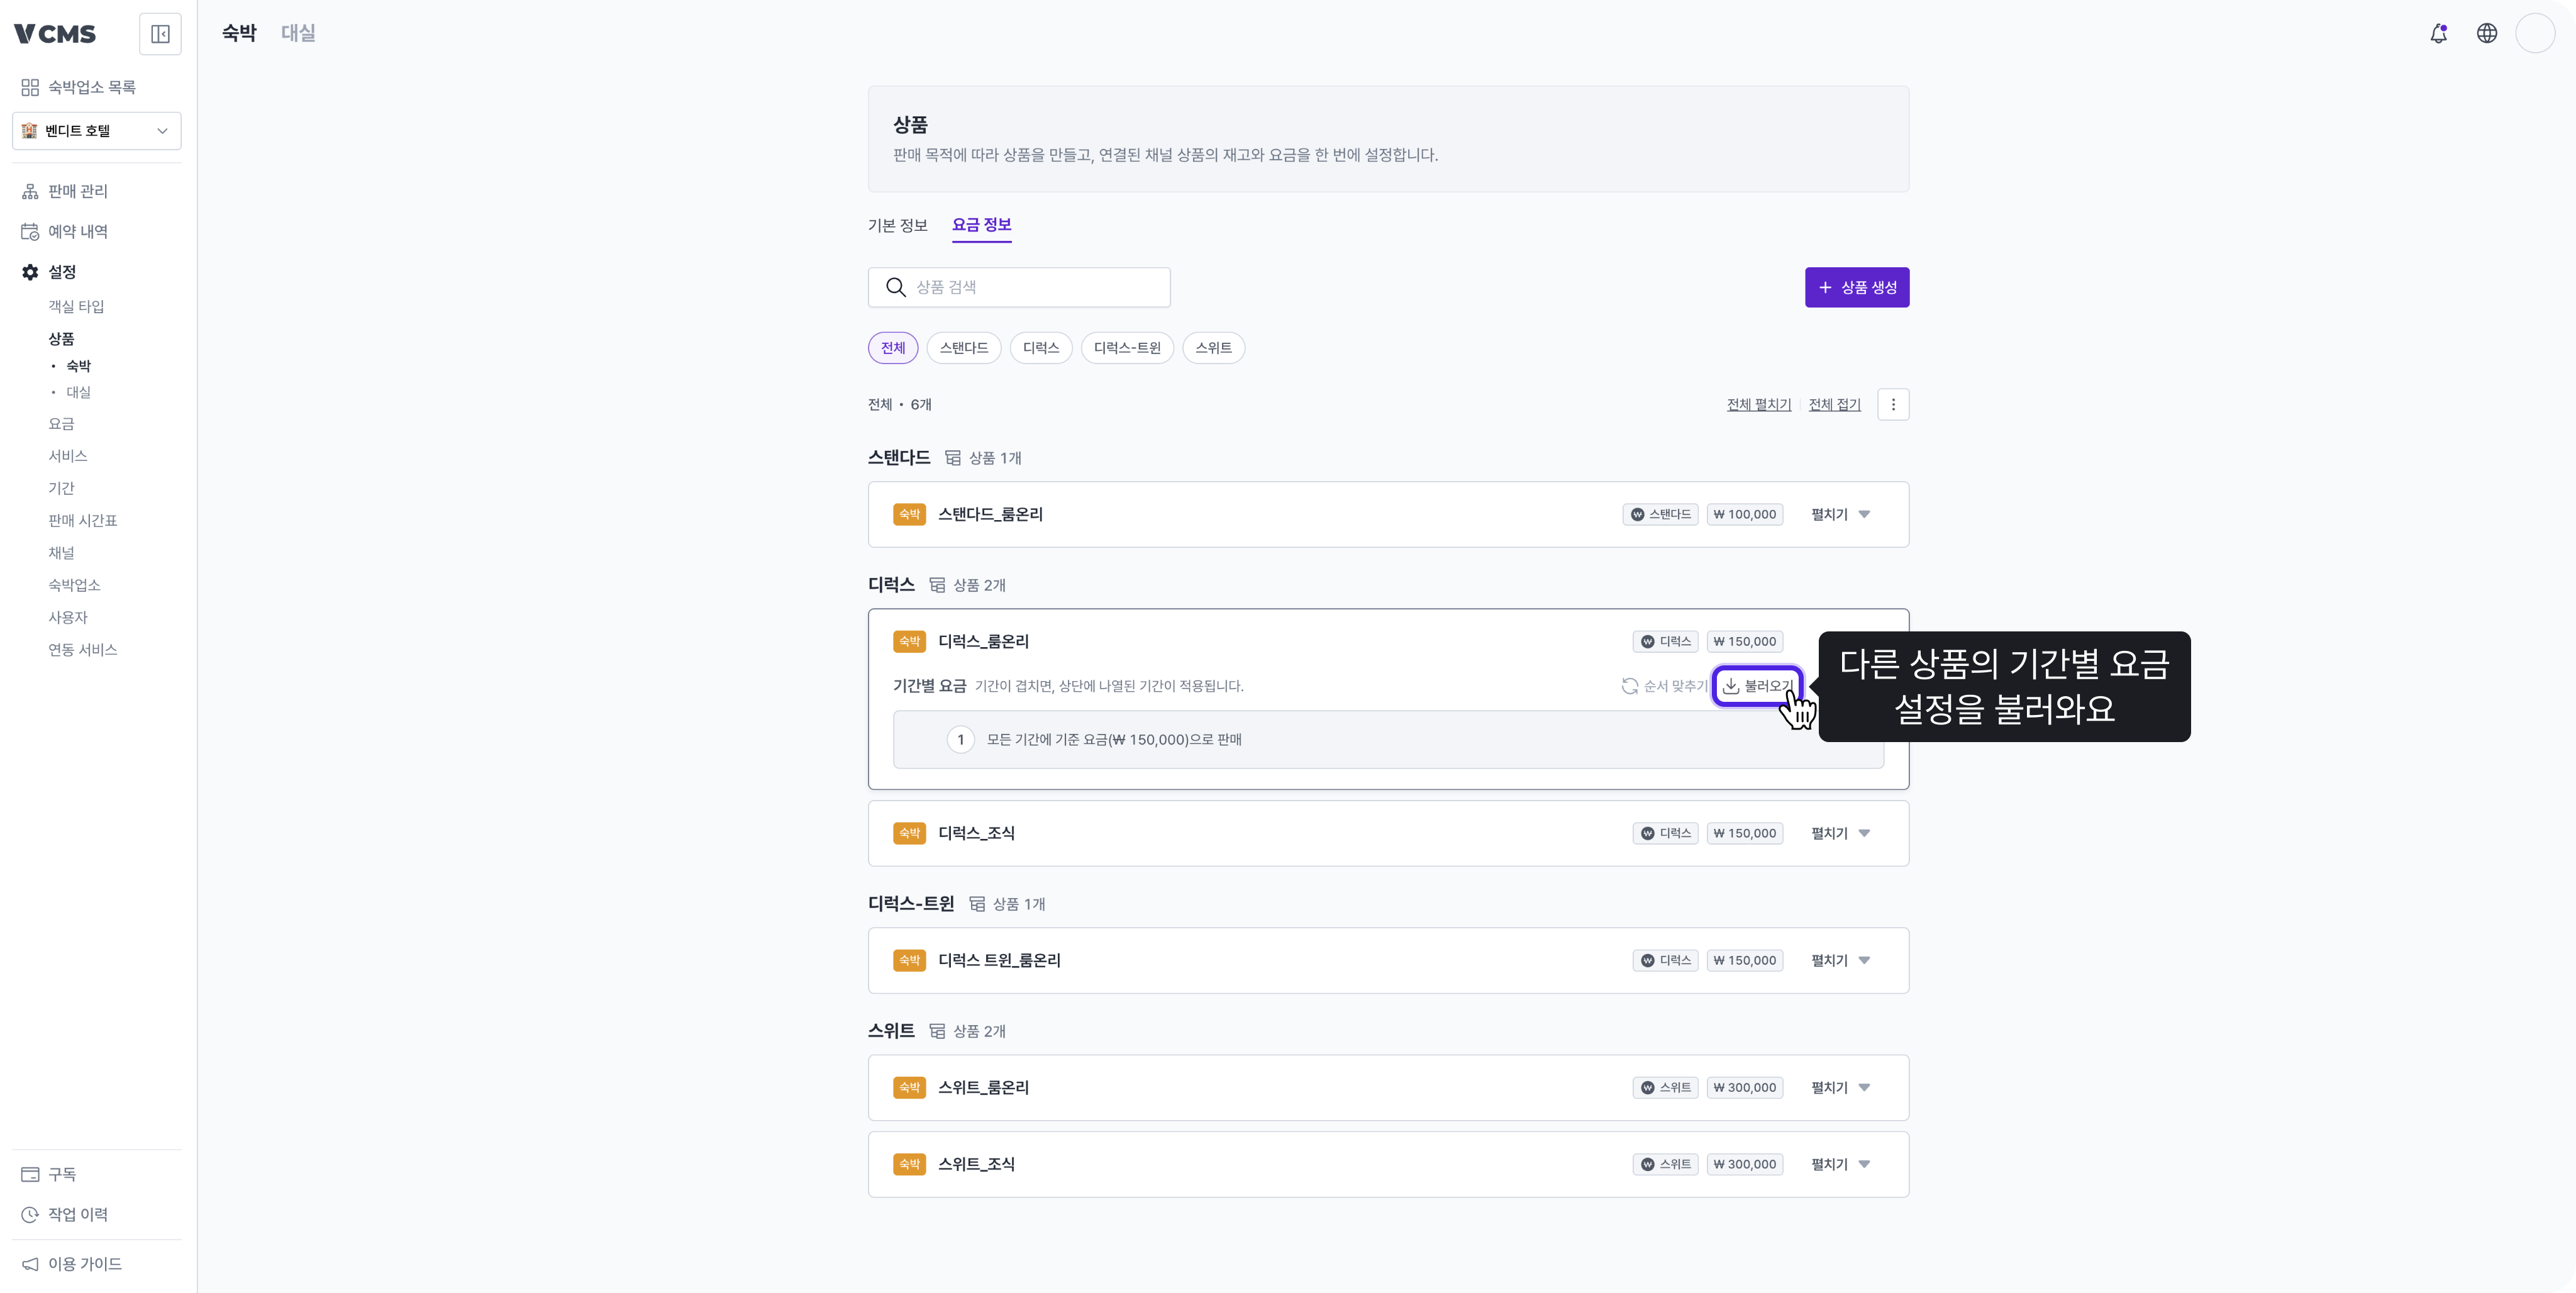 VCMS
숙박업소 목록
벤디트 호텔
판매 관리
예약 내역
설정
객실 타입
상품
• 숙박
• 대실
요금
서비스
기간
판매 시간표
채널
숙박업소
사용자
연동 서비스
구독
작업 이력
이용 가이드
숙박 대실
상품
판매 목적에 따라 상품을 만들고, 연결된 채널 상품의 재고와 요금을 한 번에 설정합니다.
기본 정보 요금 정보
상품 검색
+ 상품 생성
전체 스탠다드 디럭스 디럭스-트윈 스위트
전체 • 6개 전체 펼치기 전체 접기
스탠다드 상품 1개
숙박 스탠다드_룸온리 스탠다드 ₩ 100,000 펼치기
디럭스 상품 2개
숙박 디럭스_룸온리 디럭스 ₩ 150,000
기간별 요금 기간이 겹치면, 상단에 나열된 기간이 적용됩니다. 순서 맞추기 불러오기
다른 상품의 기간별 요금
설정을 불러와요
1 모든 기간에 기준 요금(₩ 150,000)으로 판매
숙박 디럭스_조식 디럭스 ₩ 150,000 펼치기
디럭스-트윈 상품 1개
숙박 디럭스 트윈_룸온리 디럭스 ₩ 150,000 펼치기
스위트 상품 2개
숙박 스위트_룸온리 스위트 ₩ 300,000 펼치기
숙박 스위트_조식 스위트 ₩ 300,000 펼치기